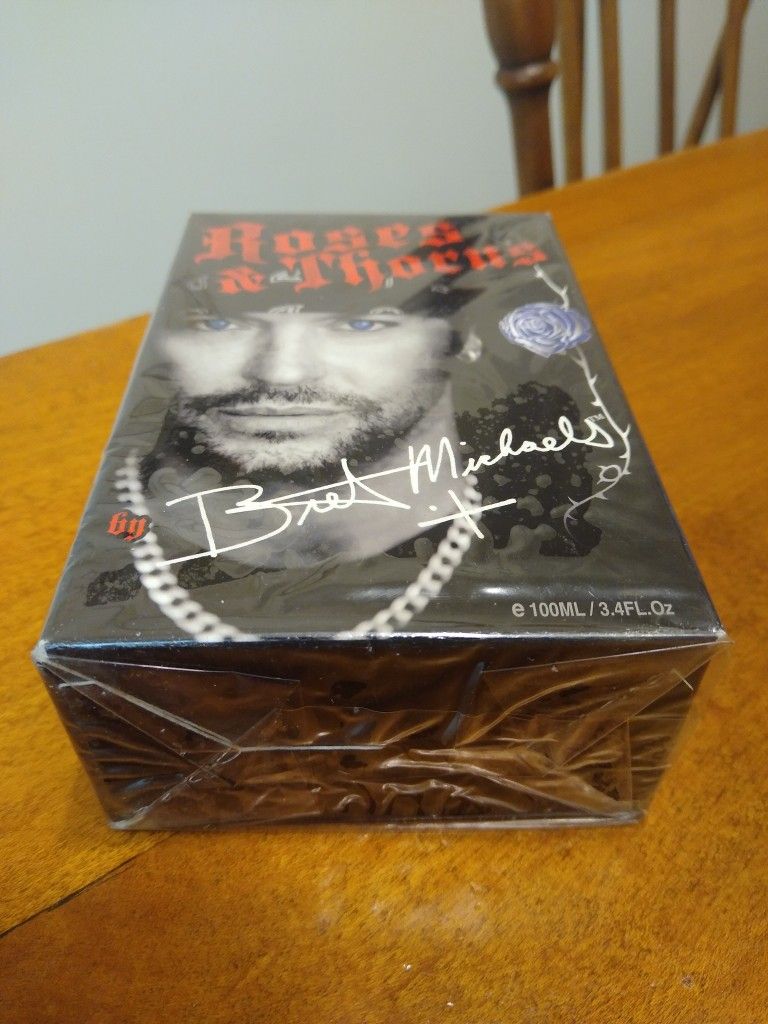 Roses
& Thorns
by Bret Michaels
e 100ML / 3.4FL.Oz